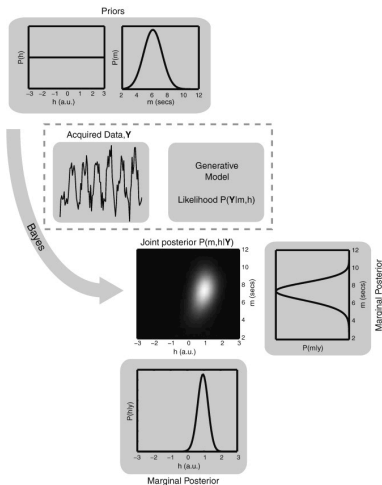 Priors
P(h)
-3 -2 -1 0 1 2 3
h (a.u.)
P(m)
2 4 6 8 10 12
m (secs)
Acquired Data,Y
Generative
Model
Likelihood P(Y|m,h)
Bayes
Joint posterior P(m,h|Y)
12
10
8
6
4
2
m (secs)
-3 -2 -1 0 1 2 3
h (a.u.)
12
10
8
6
4
2
m (secs)
P(m|y)
Marginal Posterior
P(h|y)
-3 -2 -1 0 1 2 3
h (a.u.)
Marginal Posterior